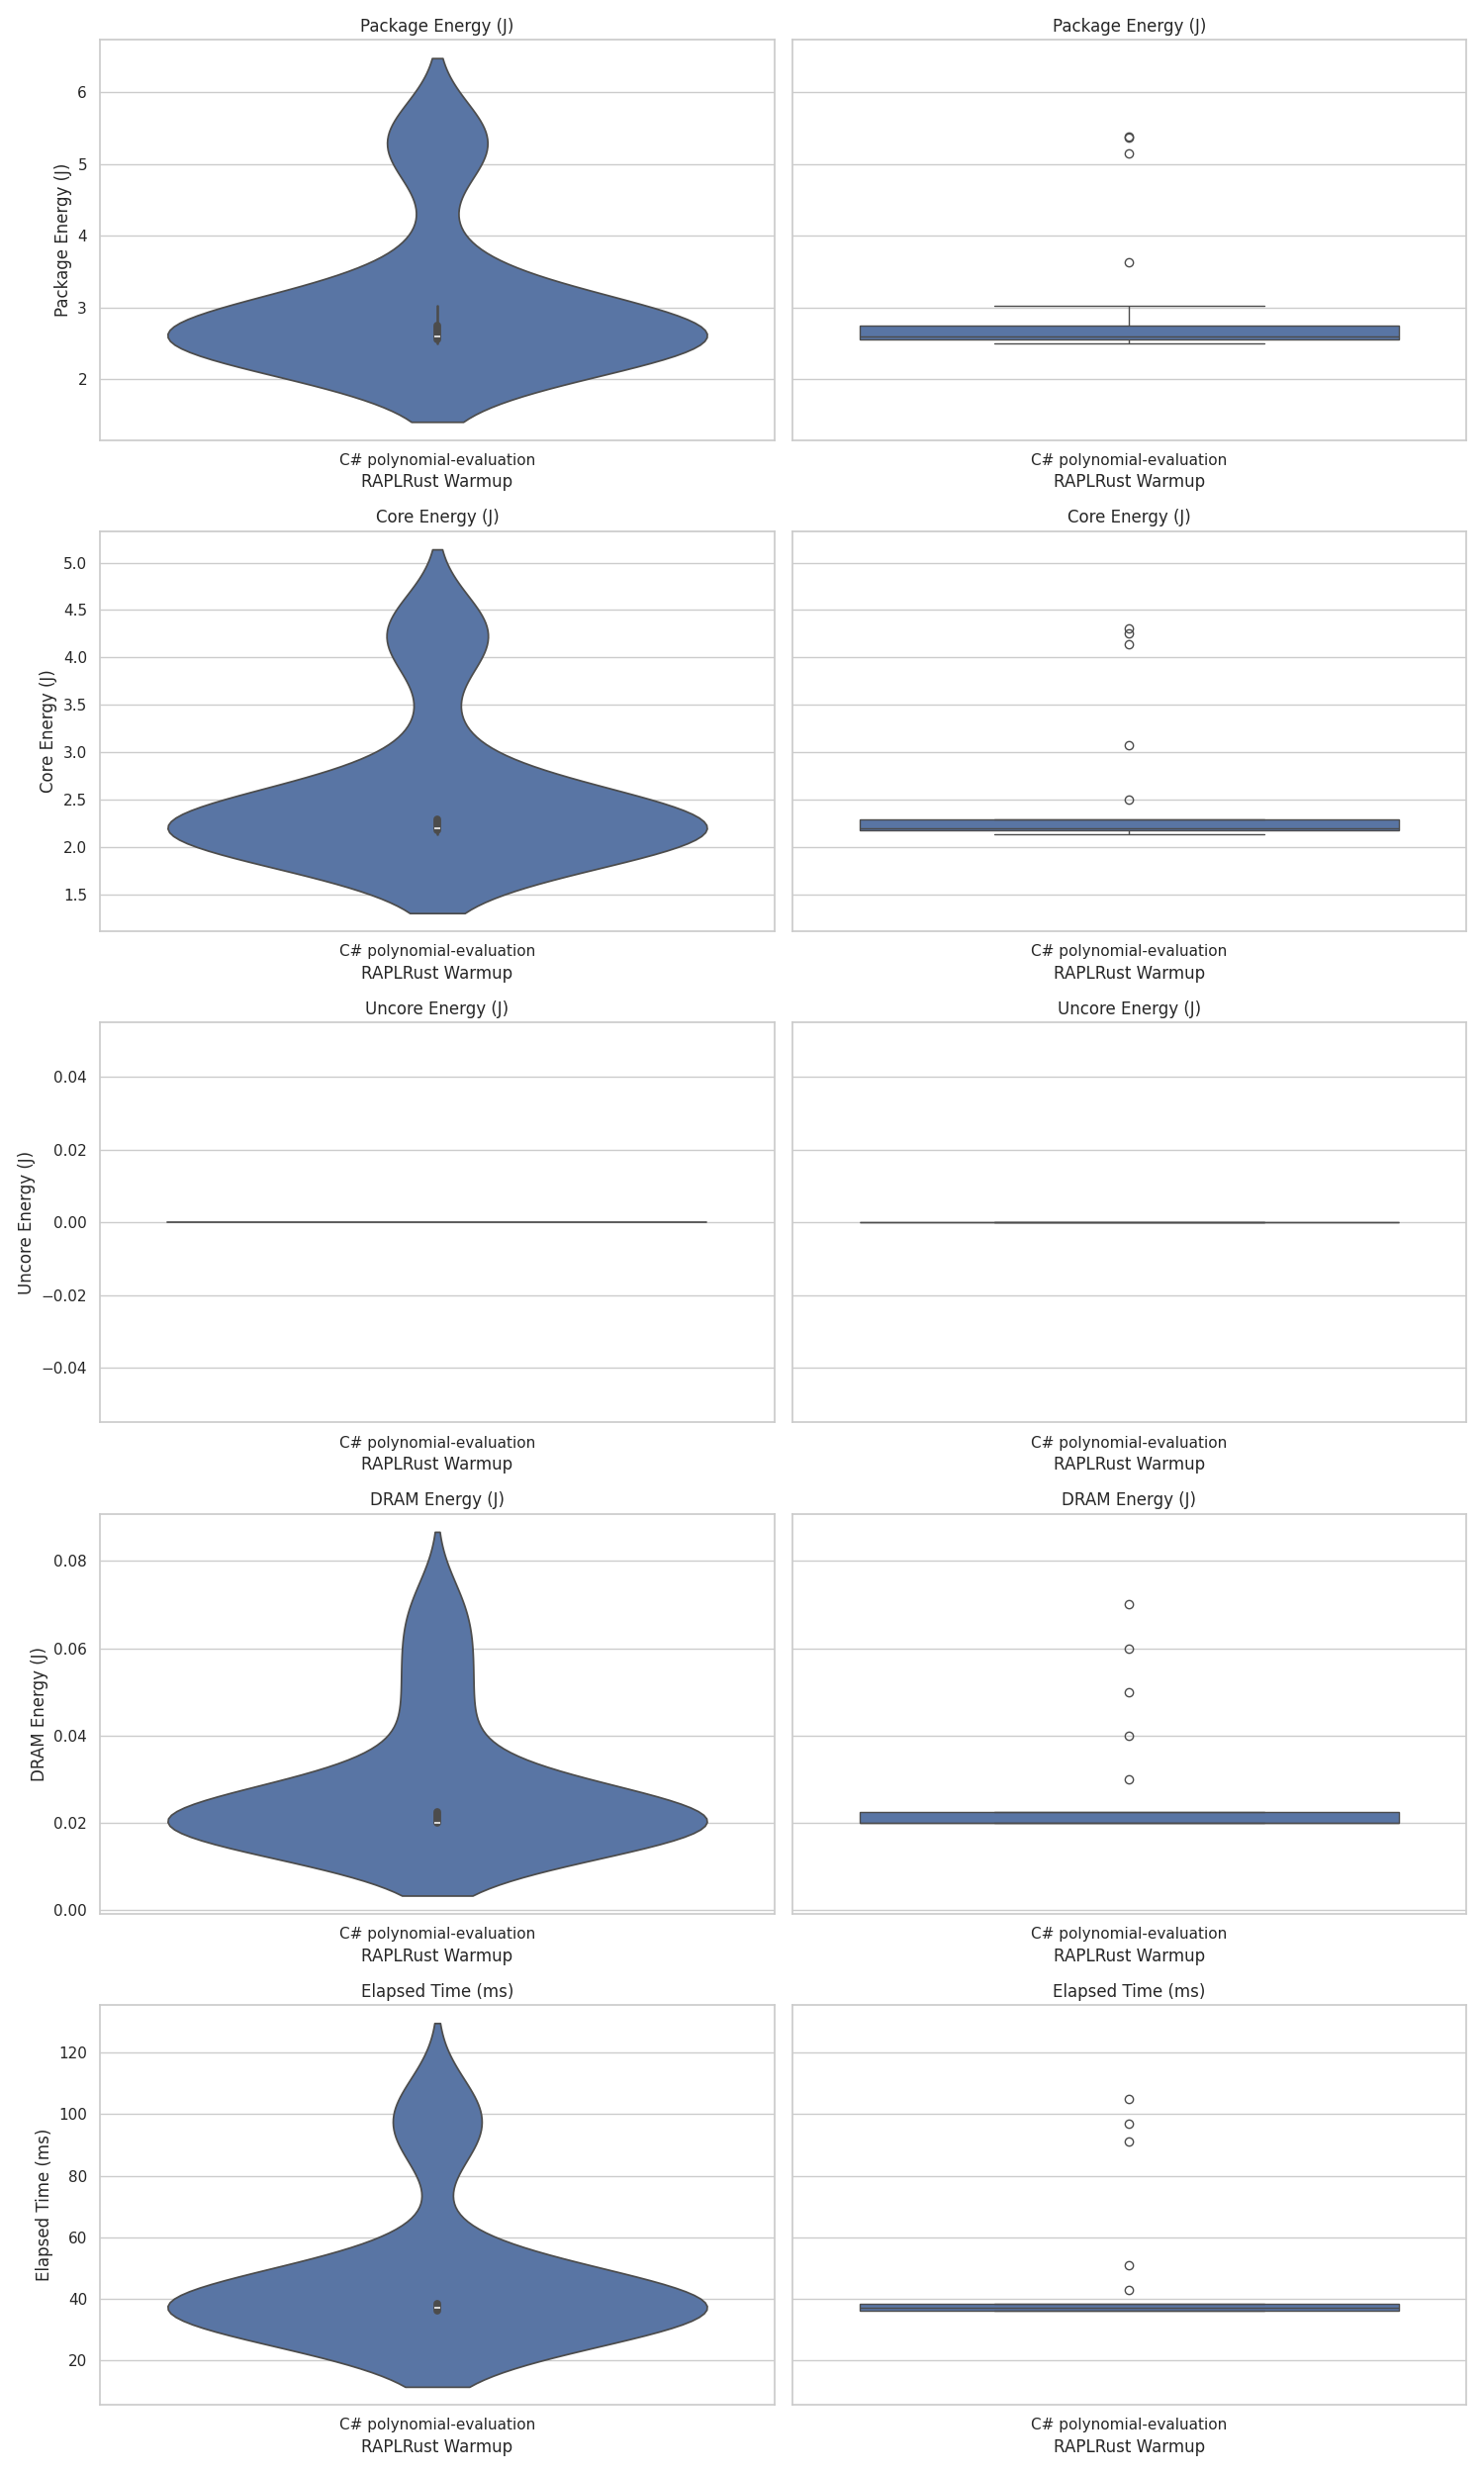 Package Energy (J)
Package Energy (J)
Package Energy (J)
6
5
4
3
2
C# polynomial-evaluation
RAPLRust Warmup
C# polynomial-evaluation
RAPLRust Warmup
Core Energy (J)
Core Energy (J)
Core Energy (J)
5.0
4.5
4.0
3.5
3.0
2.5
2.0
1.5
C# polynomial-evaluation
RAPLRust Warmup
C# polynomial-evaluation
RAPLRust Warmup
Uncore Energy (J)
Uncore Energy (J)
Uncore Energy (J)
0.04
0.02
0.00
−0.02
−0.04
C# polynomial-evaluation
RAPLRust Warmup
C# polynomial-evaluation
RAPLRust Warmup
DRAM Energy (J)
DRAM Energy (J)
DRAM Energy (J)
0.08
0.06
0.04
0.02
0.00
C# polynomial-evaluation
RAPLRust Warmup
C# polynomial-evaluation
RAPLRust Warmup
Elapsed Time (ms)
Elapsed Time (ms)
Elapsed Time (ms)
120
100
80
60
40
20
C# polynomial-evaluation
RAPLRust Warmup
C# polynomial-evaluation
RAPLRust Warmup